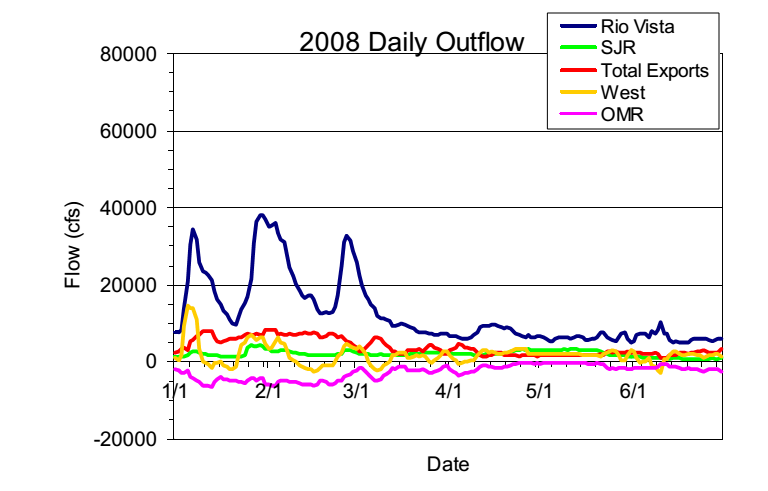 2008 Daily Outflow
Rio Vista
SJR
Total Exports
West
OMR
80000
60000
40000
20000
0
-20000
Flow (cfs)
1/1 2/1 3/1 4/1 5/1 6/1
Date